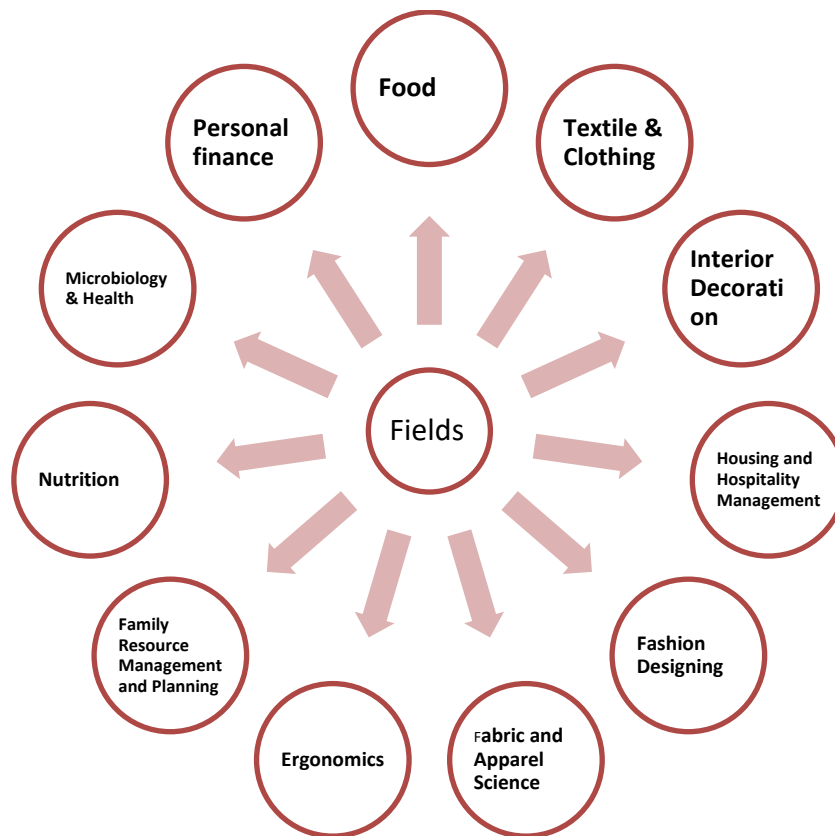 Food
Textile &
Clothing
Interior
Decorati
on
Housing and
Hospitality
Management
Fashion
Designing
Fabric and
Apparel
Science
Ergonomics
Family
Resource
Management
and Planning
Nutrition
Microbiology
& Health
Personal
finance
Fields